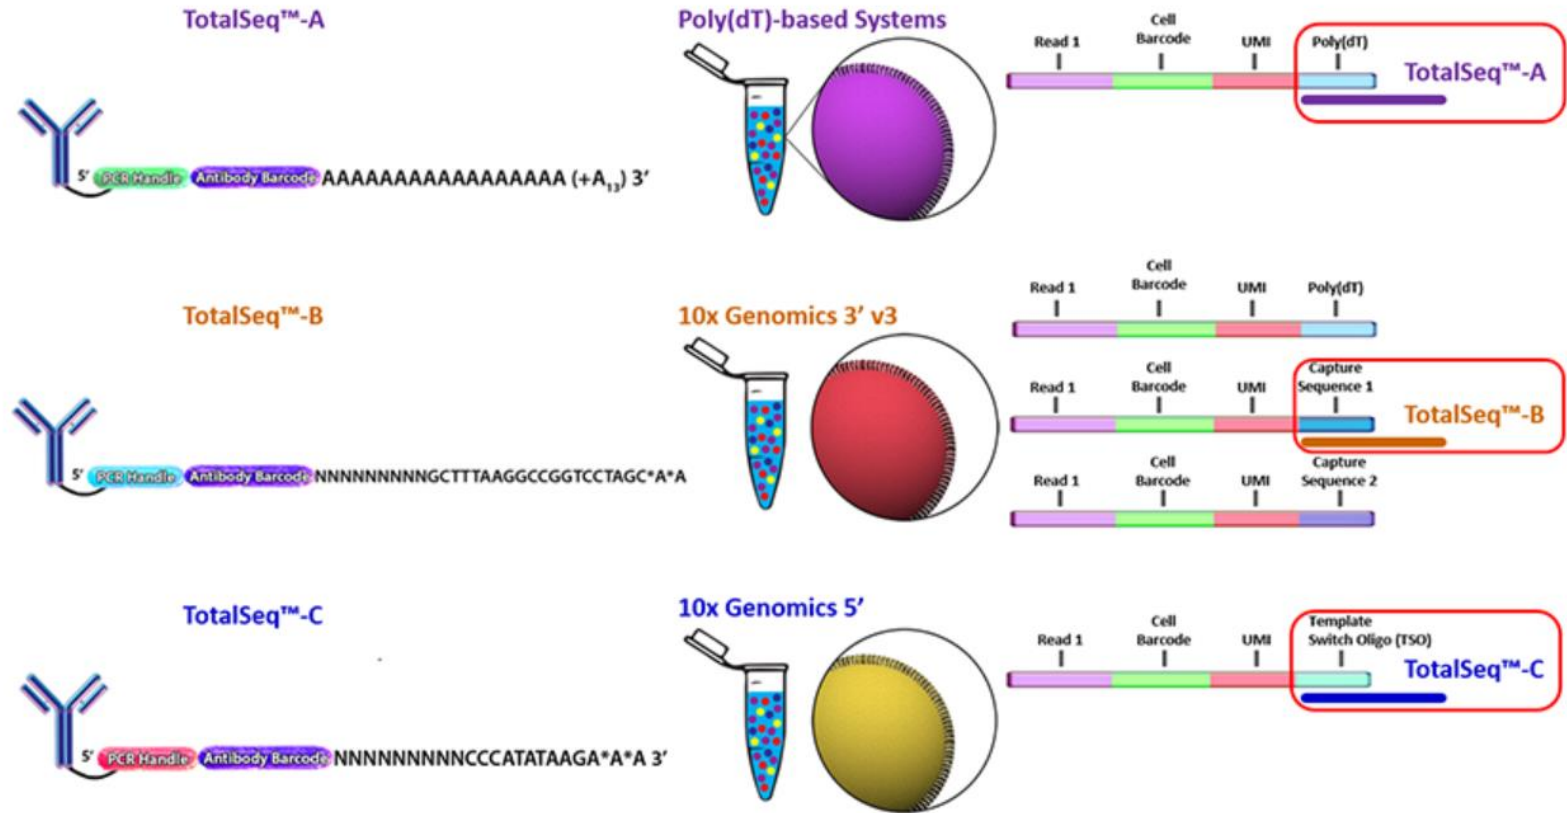 TotalSeq™-A
Poly(dT)-based Systems
Read 1
Cell
Barcode
UMI
Poly(dT)
TotalSeq™-A
5′ PCR Handle Antibody Barcode AAAAAAAAAAAAAAAAA (+A₁₃) 3′
TotalSeq™-B
10x Genomics 3′ v3
Read 1
Cell
Barcode
UMI
Poly(dT)
Read 1
Cell
Barcode
UMI
Capture
Sequence 1
TotalSeq™-B
5′ PCR Handle Antibody Barcode NNNNNNNNNGCTTTAAGGCCGGTCCTAGC*A*A
Read 1
Cell
Barcode
UMI
Capture
Sequence 2
TotalSeq™-C
10x Genomics 5′
Read 1
Cell
Barcode
UMI
Template
Switch Oligo (TSO)
TotalSeq™-C
5′ PCR Handle Antibody Barcode NNNNNNNNNCCCATATAAGA*A*A 3′